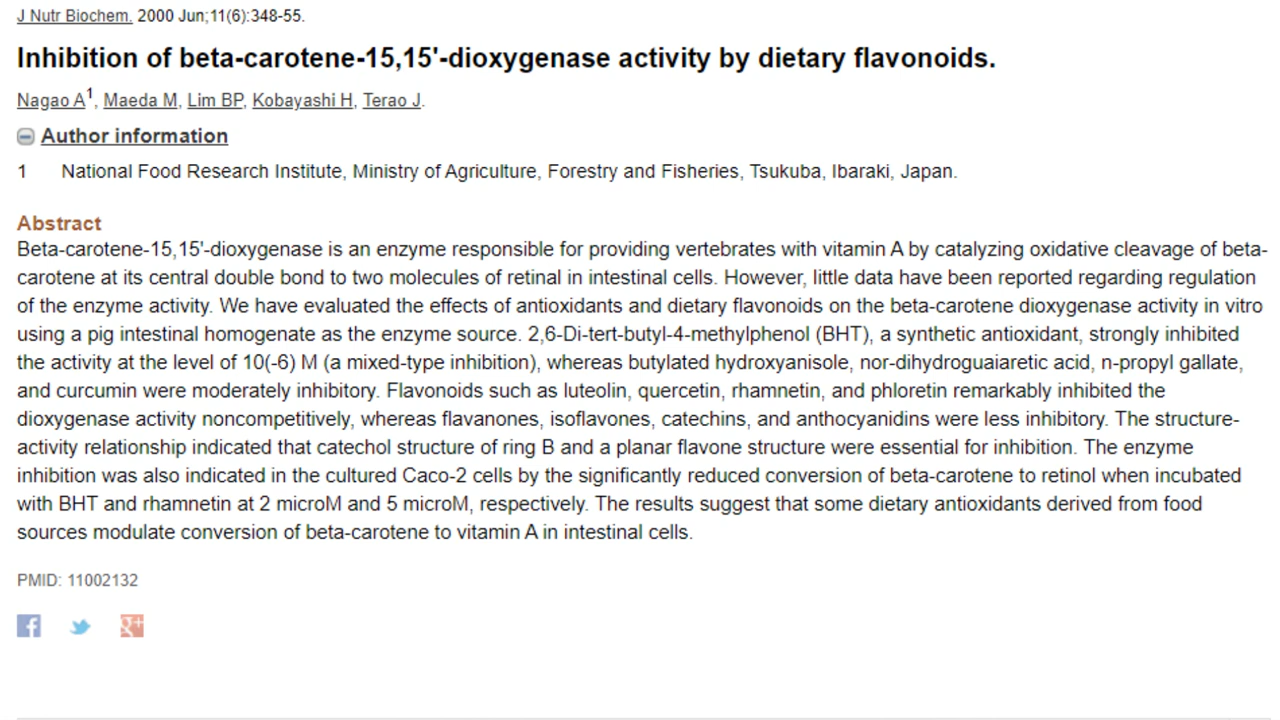 J Nutr Biochem. 2000 Jun;11(6):348-55.
Inhibition of beta-carotene-15,15'-dioxygenase activity by dietary flavonoids.
Nagao A1, Maeda M, Lim BP, Kobayashi H, Terao J.
Author information
1 National Food Research Institute, Ministry of Agriculture, Forestry and Fisheries, Tsukuba, Ibaraki, Japan.
Abstract
Beta-carotene-15,15'-dioxygenase is an enzyme responsible for providing vertebrates with vitamin A by catalyzing oxidative cleavage of beta-
carotene at its central double bond to two molecules of retinal in intestinal cells. However, little data have been reported regarding regulation
of the enzyme activity. We have evaluated the effects of antioxidants and dietary flavonoids on the beta-carotene dioxygenase activity in vitro
using a pig intestinal homogenate as the enzyme source. 2,6-Di-tert-butyl-4-methylphenol (BHT), a synthetic antioxidant, strongly inhibited
the activity at the level of 10(-6) M (a mixed-type inhibition), whereas butylated hydroxyanisole, nor-dihydroguaiaretic acid, n-propyl gallate,
and curcumin were moderately inhibitory. Flavonoids such as luteolin, quercetin, rhamnetin, and phloretin remarkably inhibited the
dioxygenase activity noncompetitively, whereas flavanones, isoflavones, catechins, and anthocyanidins were less inhibitory. The structure-
activity relationship indicated that catechol structure of ring B and a planar flavone structure were essential for inhibition. The enzyme
inhibition was also indicated in the cultured Caco-2 cells by the significantly reduced conversion of beta-carotene to retinol when incubated
with BHT and rhamnetin at 2 microM and 5 microM, respectively. The results suggest that some dietary antioxidants derived from food
sources modulate conversion of beta-carotene to vitamin A in intestinal cells.
PMID: 11002132
f
g+